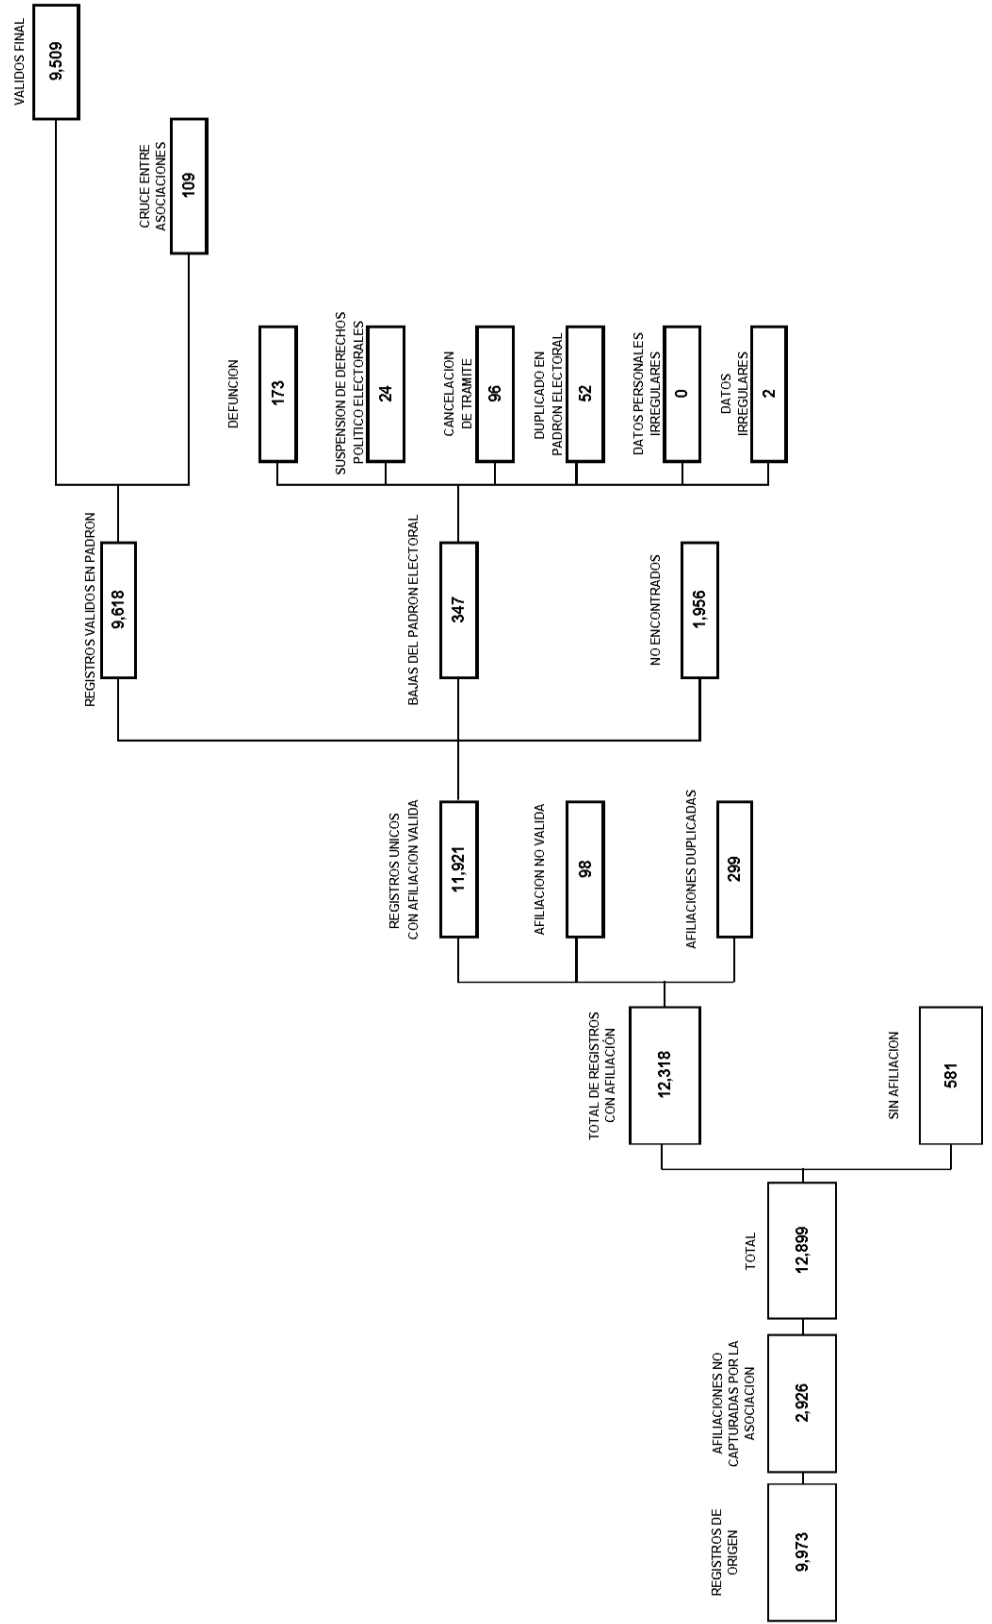 REGISTROS DE
ORIGEN
9,973
AFILIACIONES NO
CAPTURADAS POR LA
ASOCIACION
2,926
TOTAL
12,899
TOTAL DE REGISTROS
CON AFILIACIÓN
12,318
SIN AFILIACION
581
REGISTROS UNICOS
CON AFILIACION VALIDA
11,921
AFILIACION NO VALIDA
98
AFILIACIONES DUPLICADAS
299
REGISTROS VALIDOS EN PADRON
9,618
BAJAS DEL PADRON ELECTORAL
347
NO ENCONTRADOS
1,956
DEFUNCION
173
SUSPENSION DE DERECHOS
POLITICO ELECTORALES
24
CANCELACION
DE TRAMITE
96
DUPLICADO EN
PADRON ELECTORAL
52
DATOS PERSONALES
IRREGULARES
0
DATOS
IRREGULARES
2
CRUCE ENTRE
ASOCIACIONES
109
VALIDOS FINAL
9,509